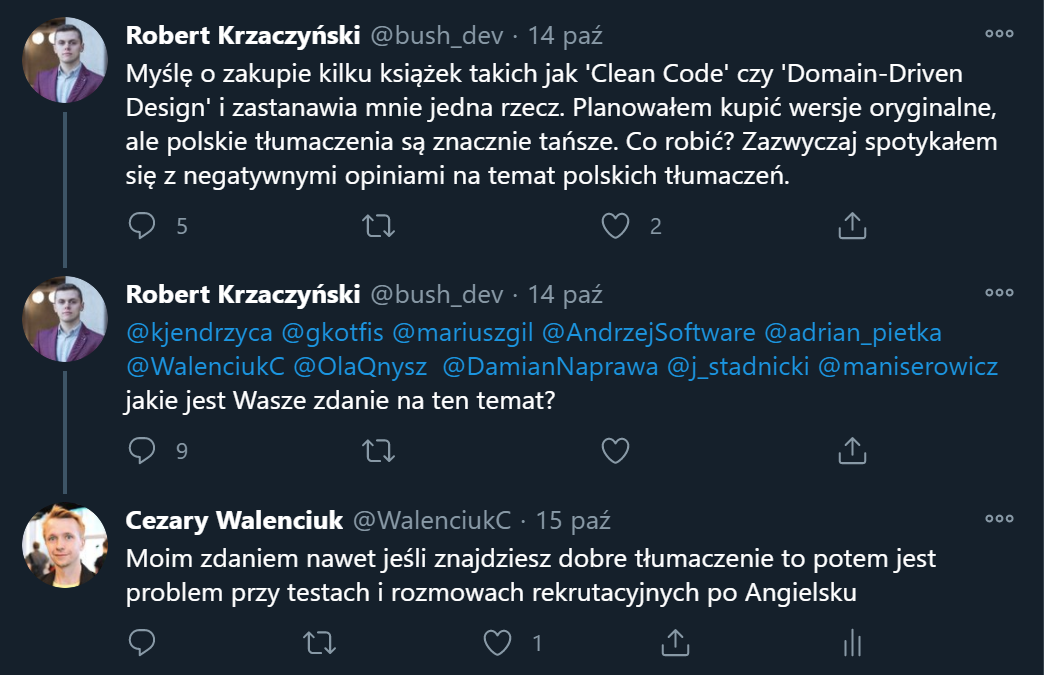 Robert Krzaczyński @bush_dev · 14 paź
Myślę o zakupie kilku książek takich jak 'Clean Code' czy 'Domain-Driven
Design' i zastanawia mnie jedna rzecz. Planowałem kupić wersje oryginalne,
ale polskie tłumaczenia są znacznie tańsze. Co robić? Zazwyczaj spotykałem
się z negatywnymi opiniami na temat polskich tłumaczeń.
5 2
Robert Krzaczyński @bush_dev · 14 paź
@kjendrzyca @gkotfis @mariuszgil @AndrzejSoftware @adrian_pietka
@WalenciukC @OlaQnysz @DamianNaprawa @j_stadnicki @maniserowicz
jakie jest Wasze zdanie na ten temat?
9
Cezary Walenciuk @WalenciukC · 15 paź
Moim zdaniem nawet jeśli znajdziesz dobre tłumaczenie to potem jest
problem przy testach i rozmowach rekrutacyjnych po Angielsku
1